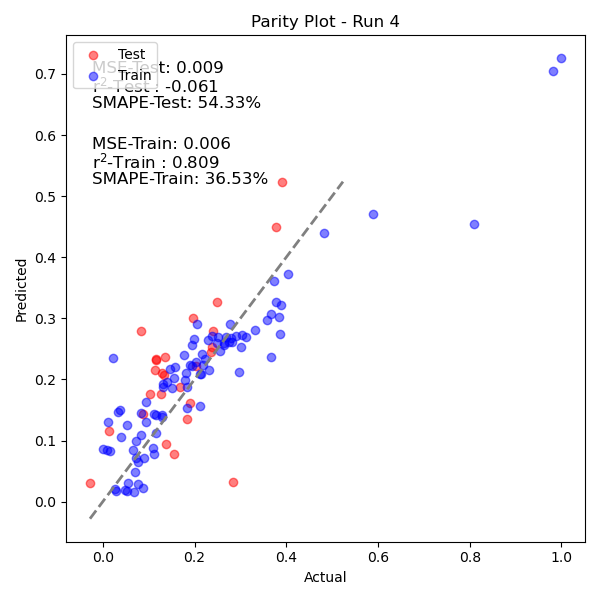 Parity Plot - Run 4
Test
Train
MSE-Test: 0.009
r²-Test : -0.061
SMAPE-Test: 54.33%
MSE-Train: 0.006
r²-Train : 0.809
SMAPE-Train: 36.53%
0.7
0.6
0.5
0.4
0.3
0.2
0.1
0.0
Predicted
0.0 0.2 0.4 0.6 0.8 1.0
Actual